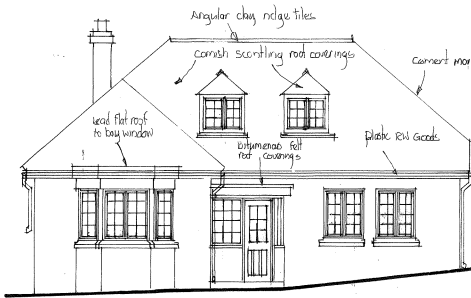 Angular clay ridge tiles
Cornish scantling roof coverings
Cement mor
Lead flat roof
to bay window
Bitumenous felt
roof coverings
plastic RW Goods